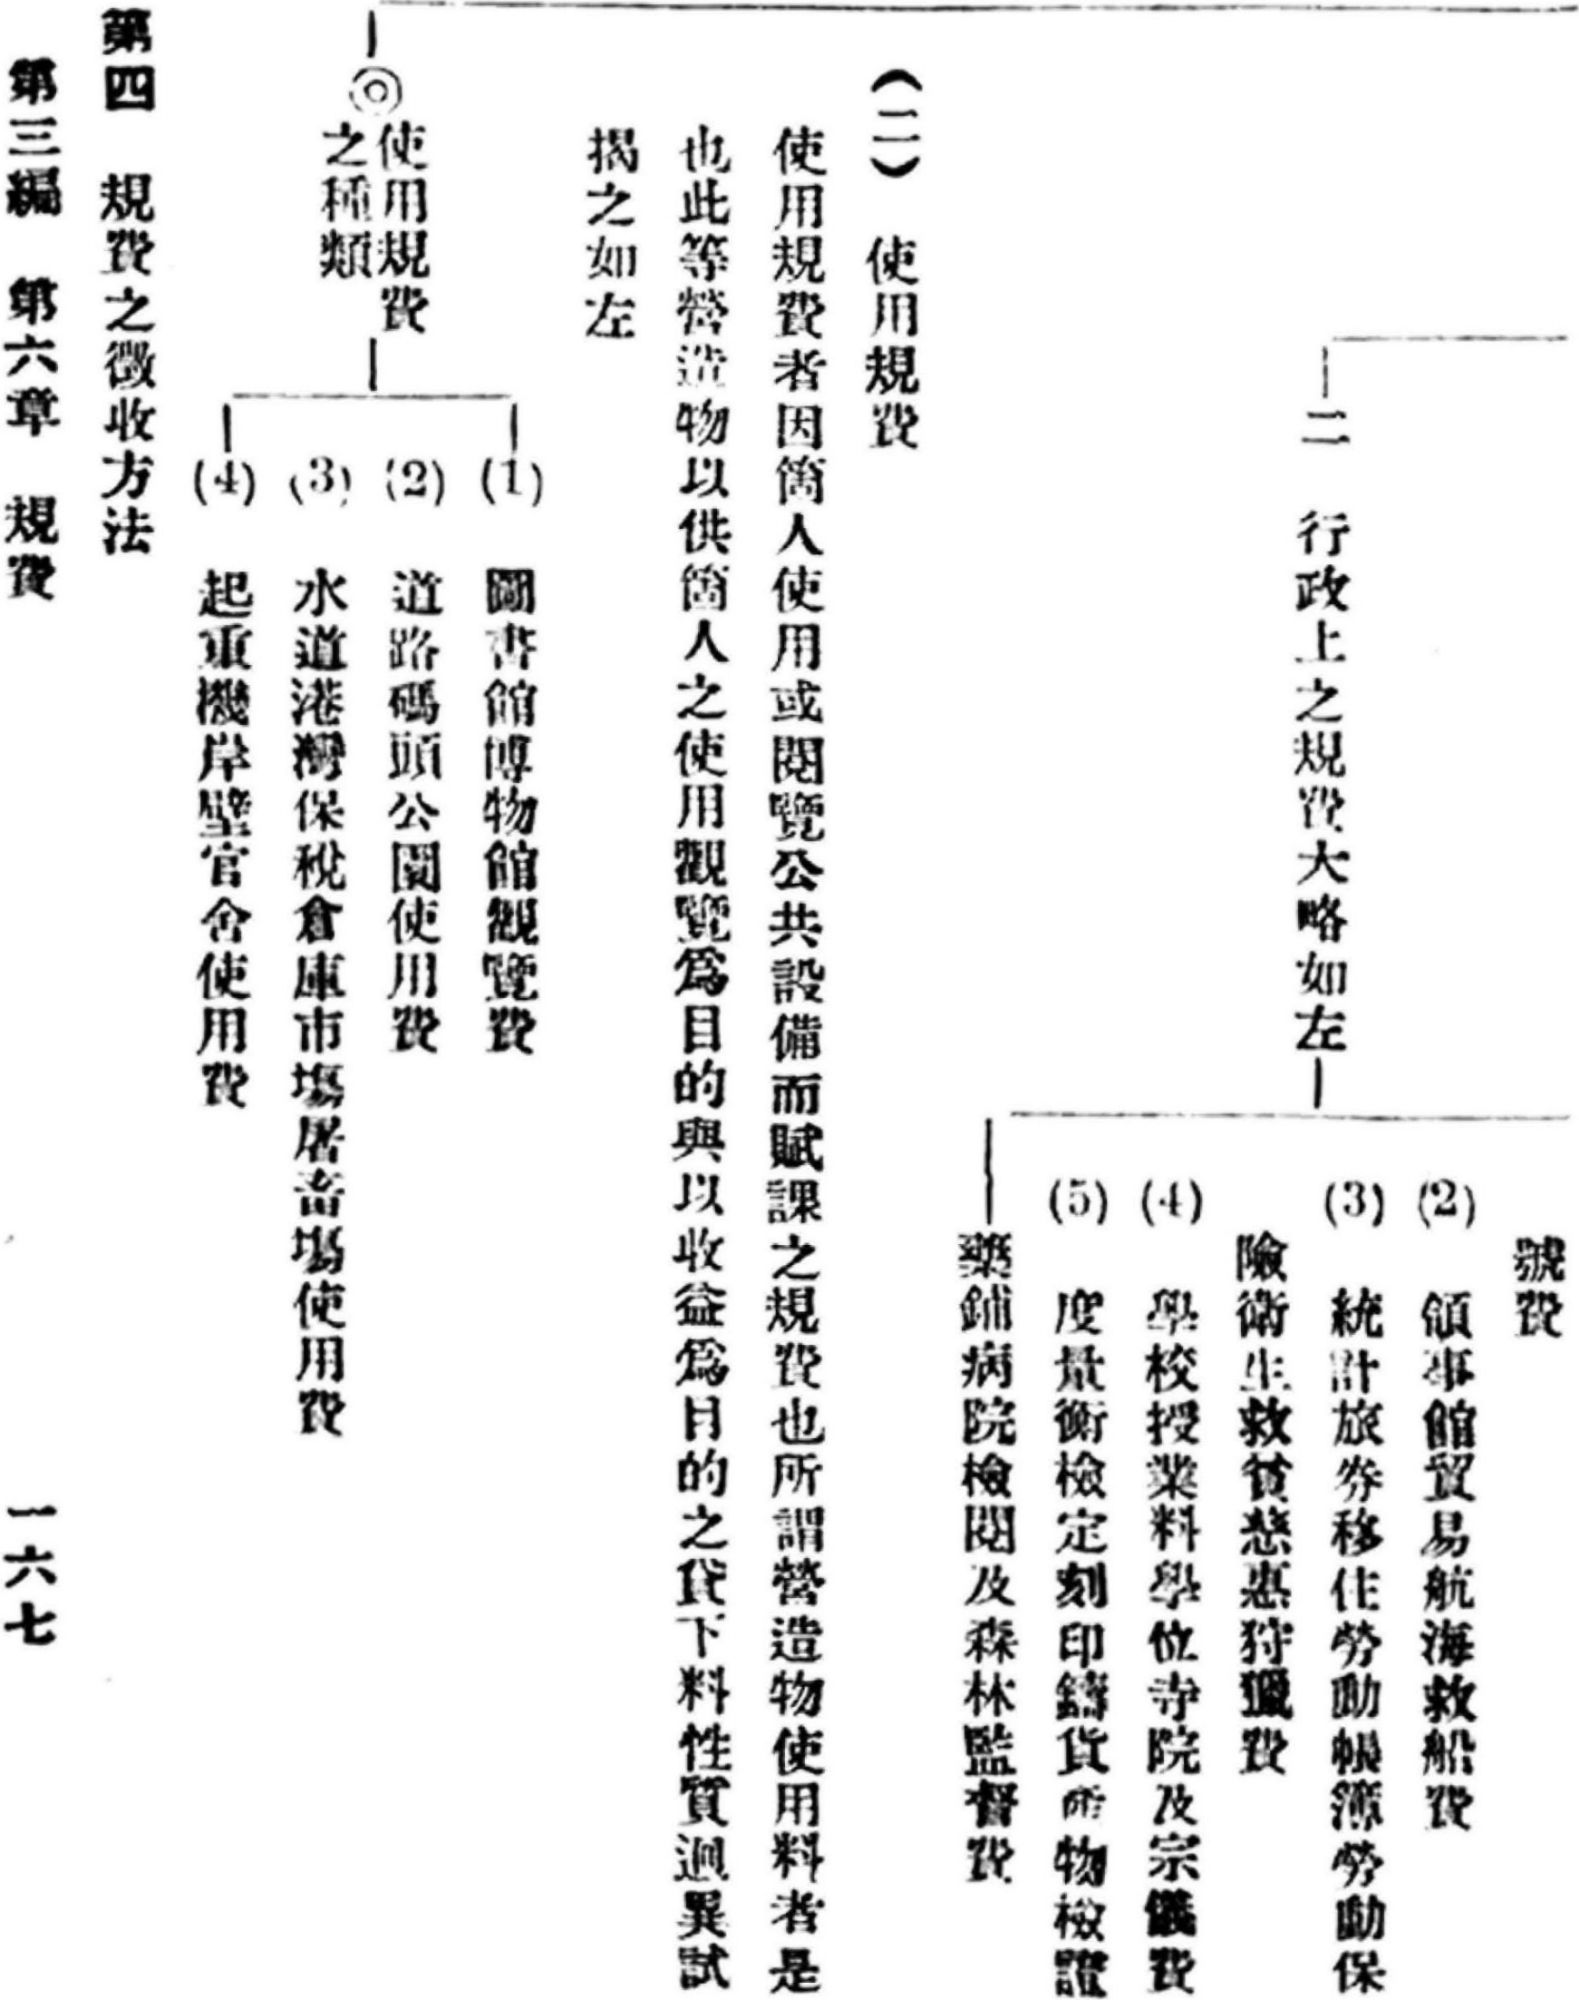 號費
(2) 領事館貿易航海救船費
(3) 統計旅劵移住勞動帳簿勞動保
險衛生救貧慈惠狩獵費
二 行政上之規費大略如左
(4) 學校授業料學位寺院及宗儀費
(5) 度量衡檢定刻印鑄貨所物檢證
藥鋪病院檢閱及森林監督費
(二) 使用規費
使用規費者因箇人使用或閱覽公共設備而賦課之規費也所謂營造物使用料者是
也此等營造物以供箇人之使用觀覽爲目的與以收益爲目的之貸下料性質逈異試
揭之如左
◎使用規費
之種類
(1) 圖書館博物館觀覽費
(2) 道路碼頭公園使用費
(3) 水道港灣保稅倉庫市塲屠畜塲使用費
(4) 起重機岸壁官舍使用費
第四 規費之徵收方法
第三編 第六章 規費
一六七